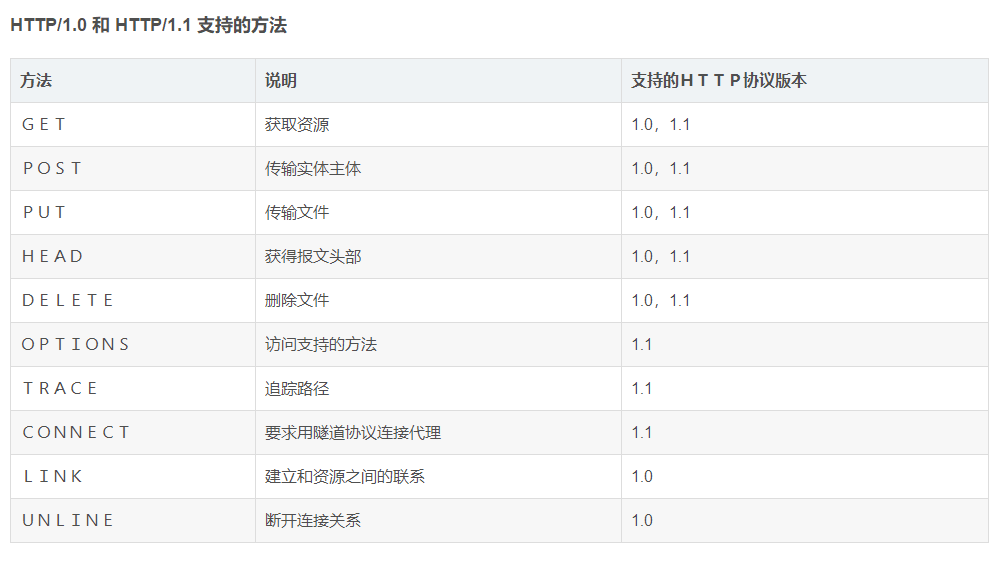 HTTP/1.0 和 HTTP/1.1 支持的方法
方法 说明 支持的HTTP协议版本
GET 获取资源 1.0，1.1
POST 传输实体主体 1.0，1.1
PUT 传输文件 1.0，1.1
HEAD 获得报文头部 1.0，1.1
DELETE 删除文件 1.0，1.1
OPTIONS 访问支持的方法 1.1
TRACE 追踪路径 1.1
CONNECT 要求用隧道协议连接代理 1.1
LINK 建立和资源之间的联系 1.0
UNLINE 断开连接关系 1.0